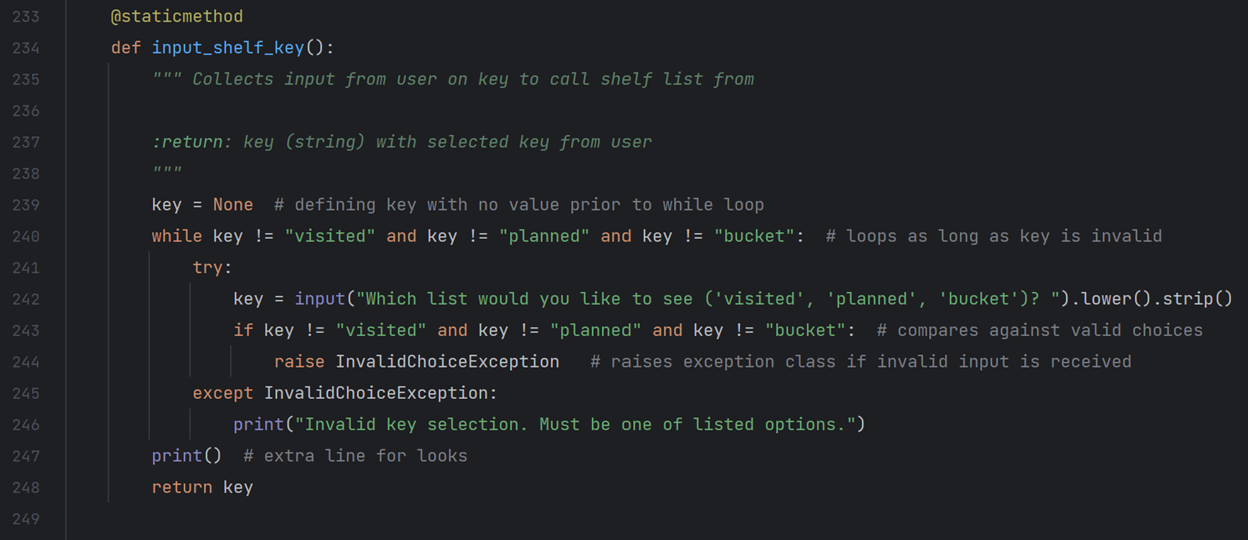 233 @staticmethod
234 def input_shelf_key():
235 """ Collects input from user on key to call shelf list from
236
237 :return: key (string) with selected key from user
238 """
239 key = None  # defining key with no value prior to while loop
240 while key != "visited" and key != "planned" and key != "bucket":  # loops as long as key is invalid
241 try:
242 key = input("Which list would you like to see ('visited', 'planned', 'bucket')? ").lower().strip()
243 if key != "visited" and key != "planned" and key != "bucket":  # compares against valid choices
244 raise InvalidChoiceException   # raises exception class if invalid input is received
245 except InvalidChoiceException:
246 print("Invalid key selection. Must be one of listed options.")
247 print()  # extra line for looks
248 return key
249